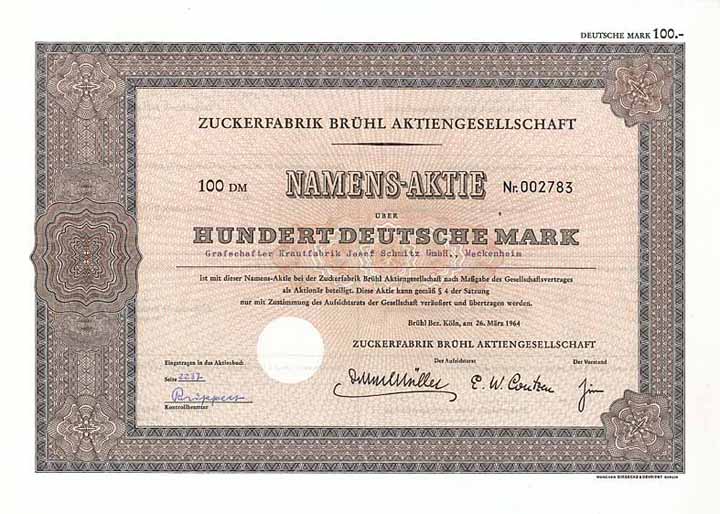 DEUTSCHE MARK 100.-
ZUCKERFABRIK BRÜHL AKTIENGESELLSCHAFT
100 DM NAMENS-AKTIE Nr. 002783
ÜBER
HUNDERT DEUTSCHE MARK
Grafschafter Krautfabrik Josef Schmitz GmbH., Meckenheim
ist mit dieser Namens-Aktie bei der Zuckerfabrik Brühl Aktiengesellschaft nach Maßgabe des Gesellschaftsvertrages
als Aktionär beteiligt. Diese Aktie kann gemäß § 4 der Satzung
nur mit Zustimmung des Aufsichtsrats der Gesellschaft veräußert und übertragen werden.
Brühl Bez. Köln, am 26. März 1964
ZUCKERFABRIK BRÜHL AKTIENGESELLSCHAFT
Eingetragen in das Aktienbuch Der Aufsichtsrat Der Vorstand
Seite
Kontrollbeamter
MÜNCHEN GIESECKE & DEVRIENT BERLIN